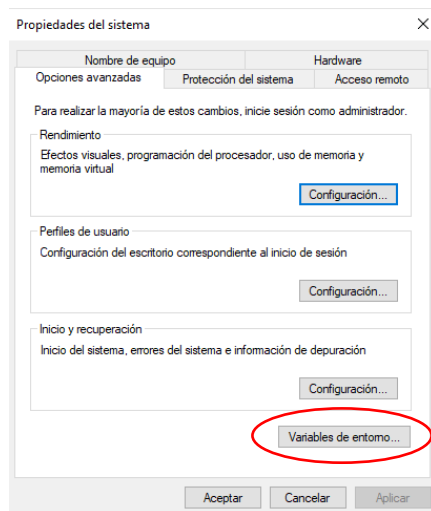 Propiedades del sistema
Nombre de equipo
Hardware
Opciones avanzadas
Protección del sistema
Acceso remoto
Para realizar la mayoría de estos cambios, inicie sesión como administrador.
Rendimiento
Efectos visuales, programación del procesador, uso de memoria y
memoria virtual
Configuración...
Perfiles de usuario
Configuración del escritorio correspondiente al inicio de sesión
Configuración...
Inicio y recuperación
Inicio del sistema, errores del sistema e información de depuración
Configuración...
Variables de entorno...
Aceptar
Cancelar
Aplicar